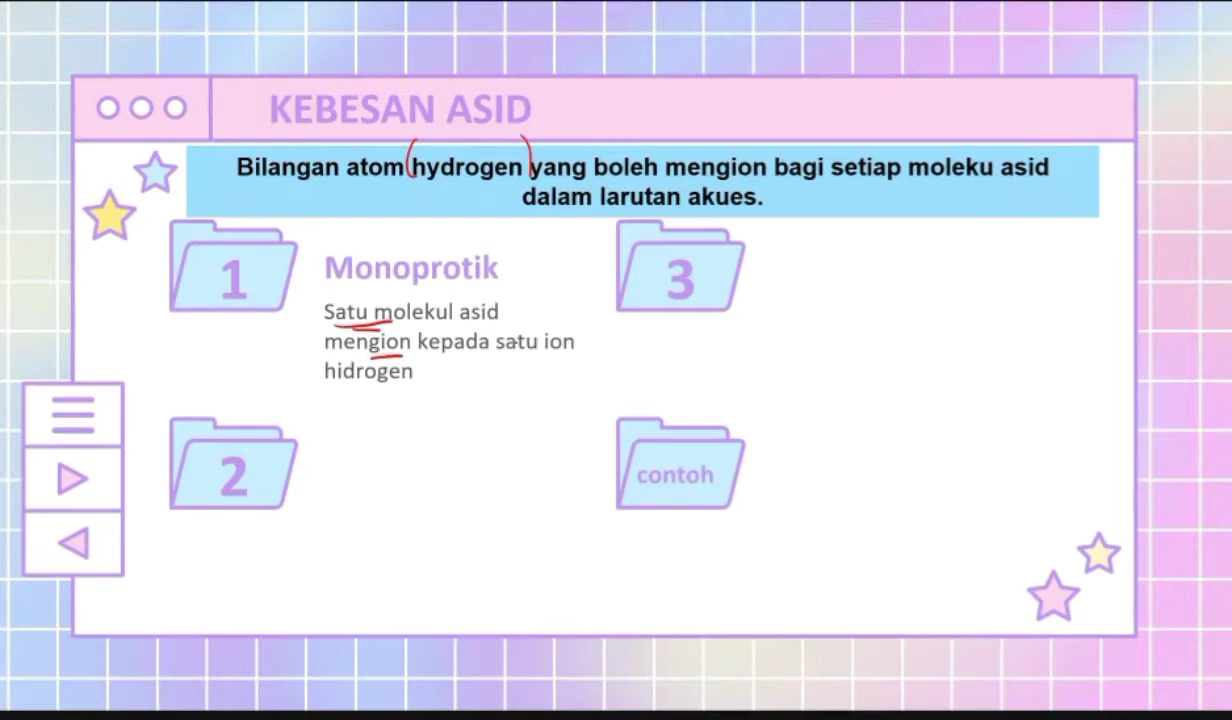 KEBESAN ASID
Bilangan atom hydrogen yang boleh mengion bagi setiap moleku asid
dalam larutan akues.
1
Monoprotik
Satu molekul asid
mengion kepada satu ion
hidrogen
3
2
contoh